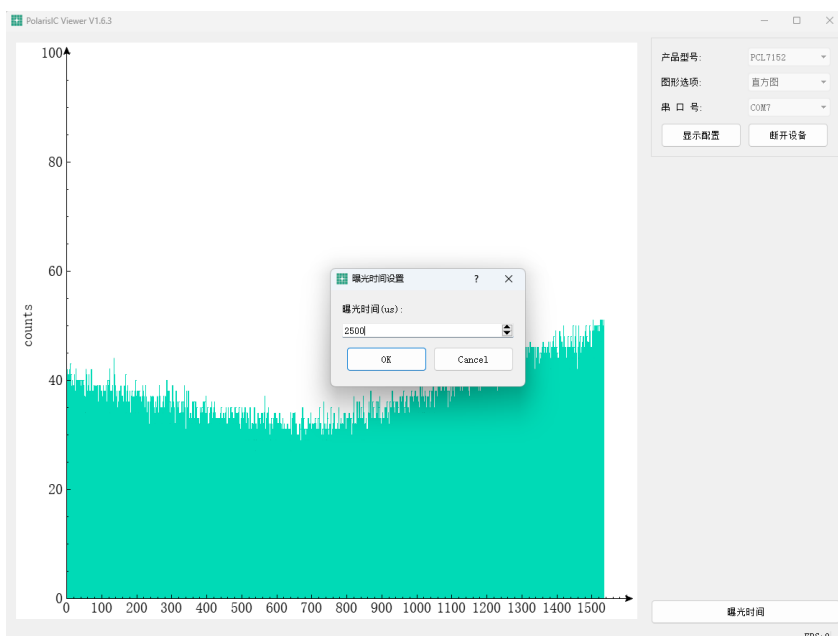 PolarisIC Viewer V1.6.3
产品型号: PCL7152
图形选项: 直方图
串 口 号: COM7
显示配置 断开设备
100
80
60
40
20
0
counts
曝光时间设置
曝光时间(us):
2500
OK Cancel
0 100 200 300 400 500 600 700 800 900 1000 1100 1200 1300 1400 1500
曝光时间